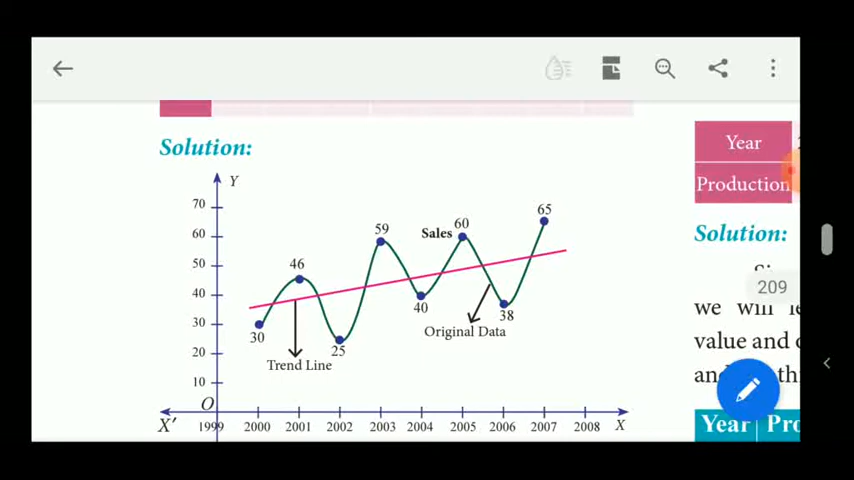 Solution:
Y
70
60
50
40
30
20
10
O
X′
X
1999 2000 2001 2002 2003 2004 2005 2006 2007 2008
30
46
25
59
40
60
38
65
Sales
Trend Line
Original Data
Year
Production
Solution:
209
we will
value and
and
Year Pro